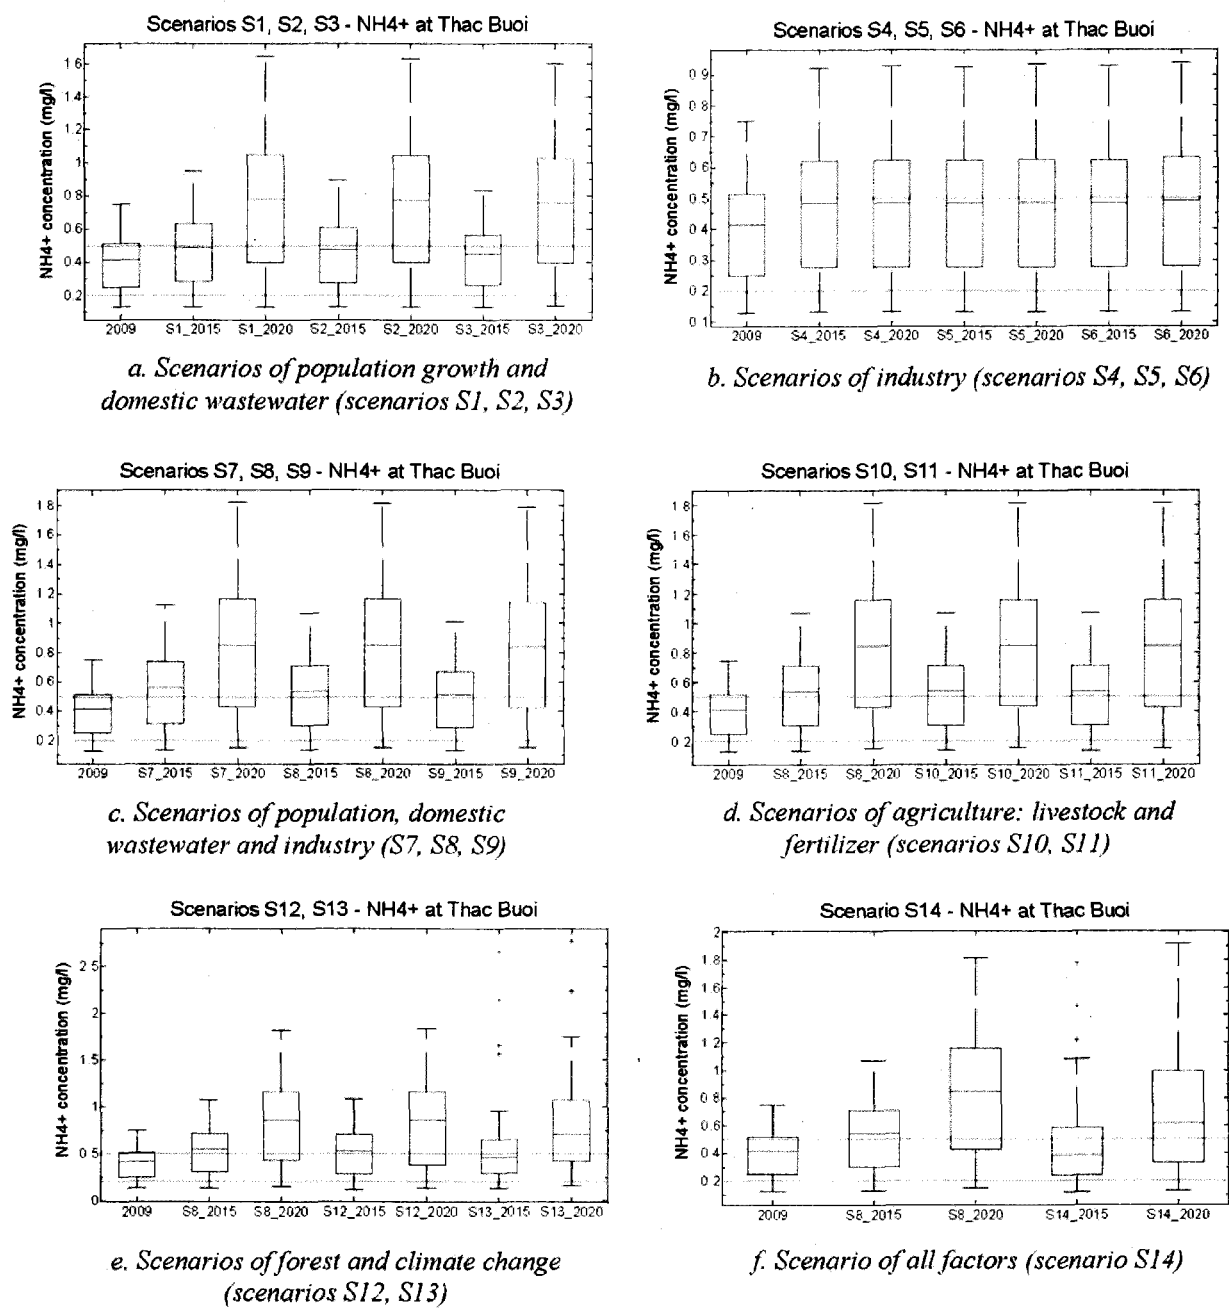 Scenarios S1, S2, S3 - NH4+ at Thac Buoi
NH4+ concentration (mg/l)
1.6
1.4
1.2
1
0.8
0.6
0.4
0.2
2009 S1_2015 S1_2020 S2_2015 S2_2020 S3_2015 S3_2020
a. Scenarios of population growth and
domestic wastewater (scenarios S1, S2, S3)
Scenarios S4, S5, S6 - NH4+ at Thac Buoi
NH4+ concentration (mg/l)
0.9
0.8
0.7
0.6
0.5
0.4
0.3
0.2
0.1
2009 S4_2015 S4_2020 S5_2015 S5_2020 S6_2015 S6_2020
b. Scenarios of industry (scenarios S4, S5, S6)
Scenarios S7, S8, S9 - NH4+ at Thac Buoi
NH4+ concentration (mg/l)
1.8
1.6
1.4
1.2
1
0.8
0.6
0.4
0.2
2009 S7_2015 S7_2020 S8_2015 S8_2020 S9_2015 S9_2020
c. Scenarios of population, domestic
wastewater and industry (S7, S8, S9)
Scenarios S10, S11 - NH4+ at Thac Buoi
NH4+ concentration (mg/l)
1.8
1.6
1.4
1.2
1
0.8
0.6
0.4
0.2
2009 S8_2015 S8_2020 S10_2015 S10_2020 S11_2015 S11_2020
d. Scenarios of agriculture: livestock and
fertilizer (scenarios S10, S11)
Scenarios S12, S13 - NH4+ at Thac Buoi
NH4+ concentration (mg/l)
2.5
2
1.5
1
0.5
0
2009 S8_2015 S8_2020 S12_2015 S12_2020 S13_2015 S13_2020
e. Scenarios of forest and climate change
(scenarios S12, S13)
Scenario S14 - NH4+ at Thac Buoi
NH4+ concentration (mg/l)
2
1.8
1.6
1.4
1.2
1
0.8
0.6
0.4
0.2
2009 S8_2015 S8_2020 S14_2015 S14_2020
f. Scenario of all factors (scenario S14)